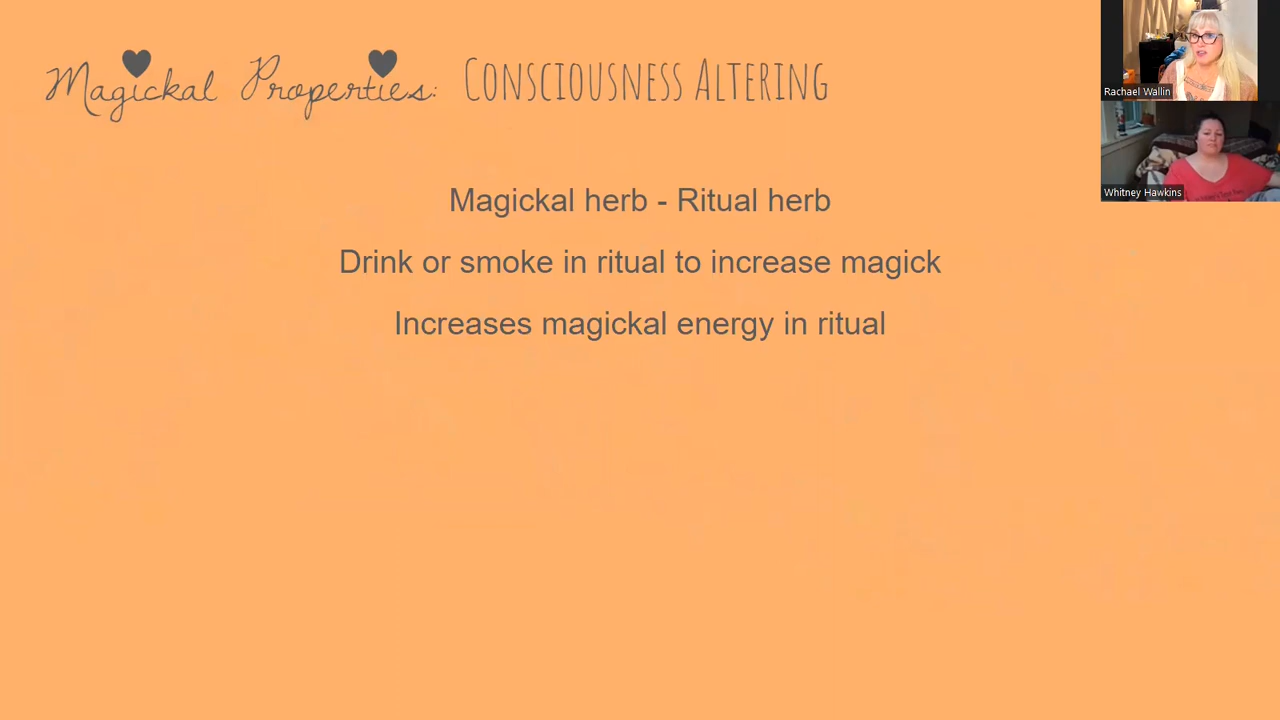 Magickal Properties: Consciousness Altering
Magickal herb - Ritual herb
Drink or smoke in ritual to increase magick
Increases magickal energy in ritual
Rachael Wallin
Whitney Hawkins